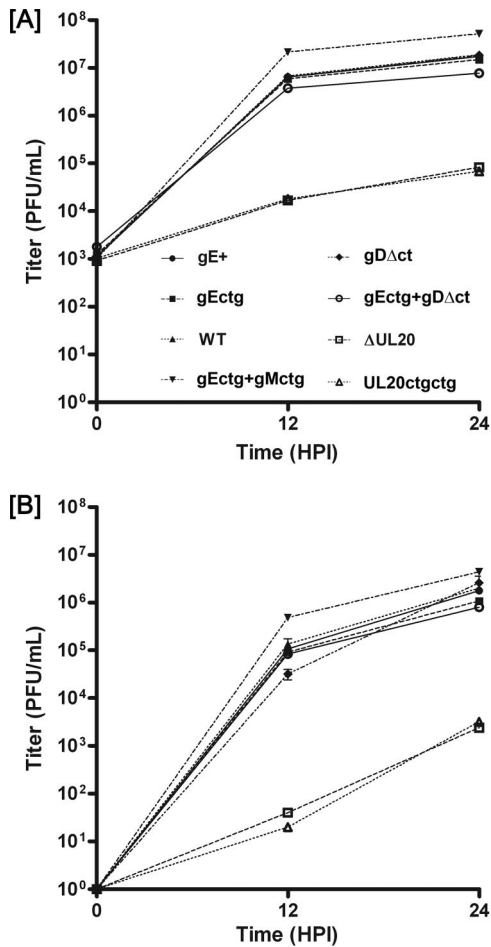 [A]
10⁸
10⁷
10⁶
10⁵
10⁴
10³
10²
10¹
10⁰
Titer (PFU/mL)
gE+
gDΔct
gEctg
gEctg+gDΔct
WT
ΔUL20
gEctg+gMctg
UL20ctgctg
0 12 24
Time (HPI)
[B]
10⁸
10⁷
10⁶
10⁵
10⁴
10³
10²
10¹
10⁰
Titer (PFU/mL)
0 12 24
Time (HPI)